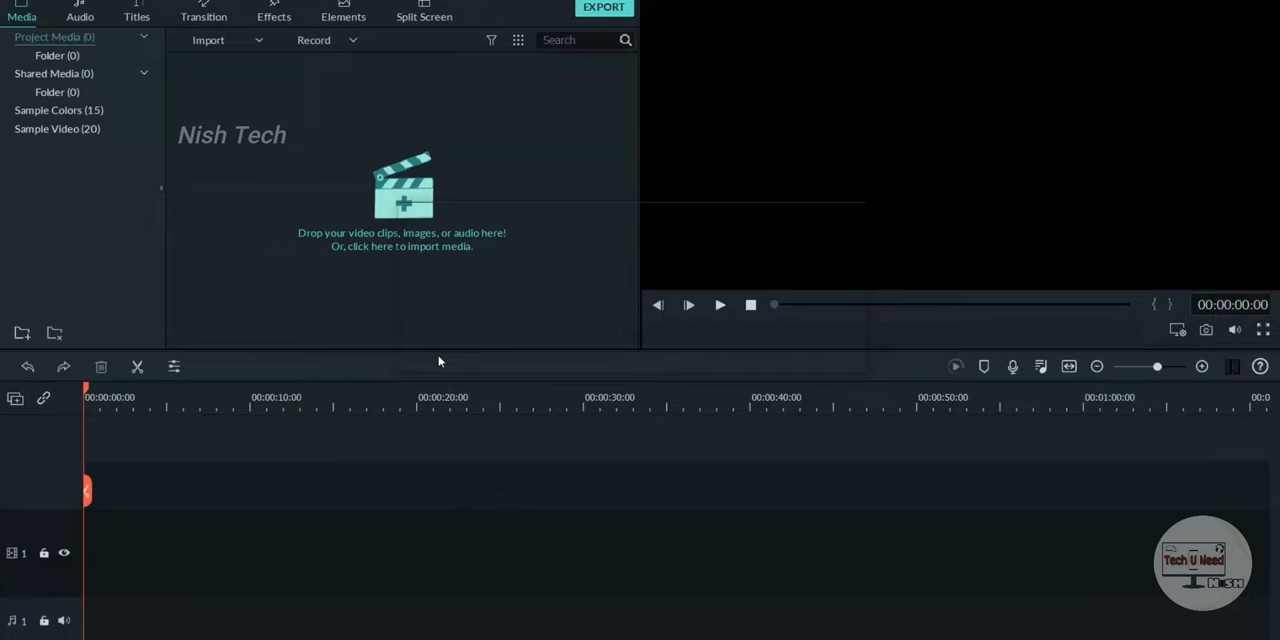 Media
Audio
Titles
Transition
Effects
Elements
Split Screen
EXPORT
Project Media (0)
Folder (0)
Shared Media (0)
Folder (0)
Sample Colors (15)
Sample Video (20)
Import
Record
Search
Nish Tech
Drop your video clips, images, or audio here!
Or, click here to import media.
00:00:00:00
00:00:00:00
00:00:10:00
00:00:20:00
00:00:30:00
00:00:40:00
00:00:50:00
00:01:00:00
00:0
1
1
Tech U Need
NISH